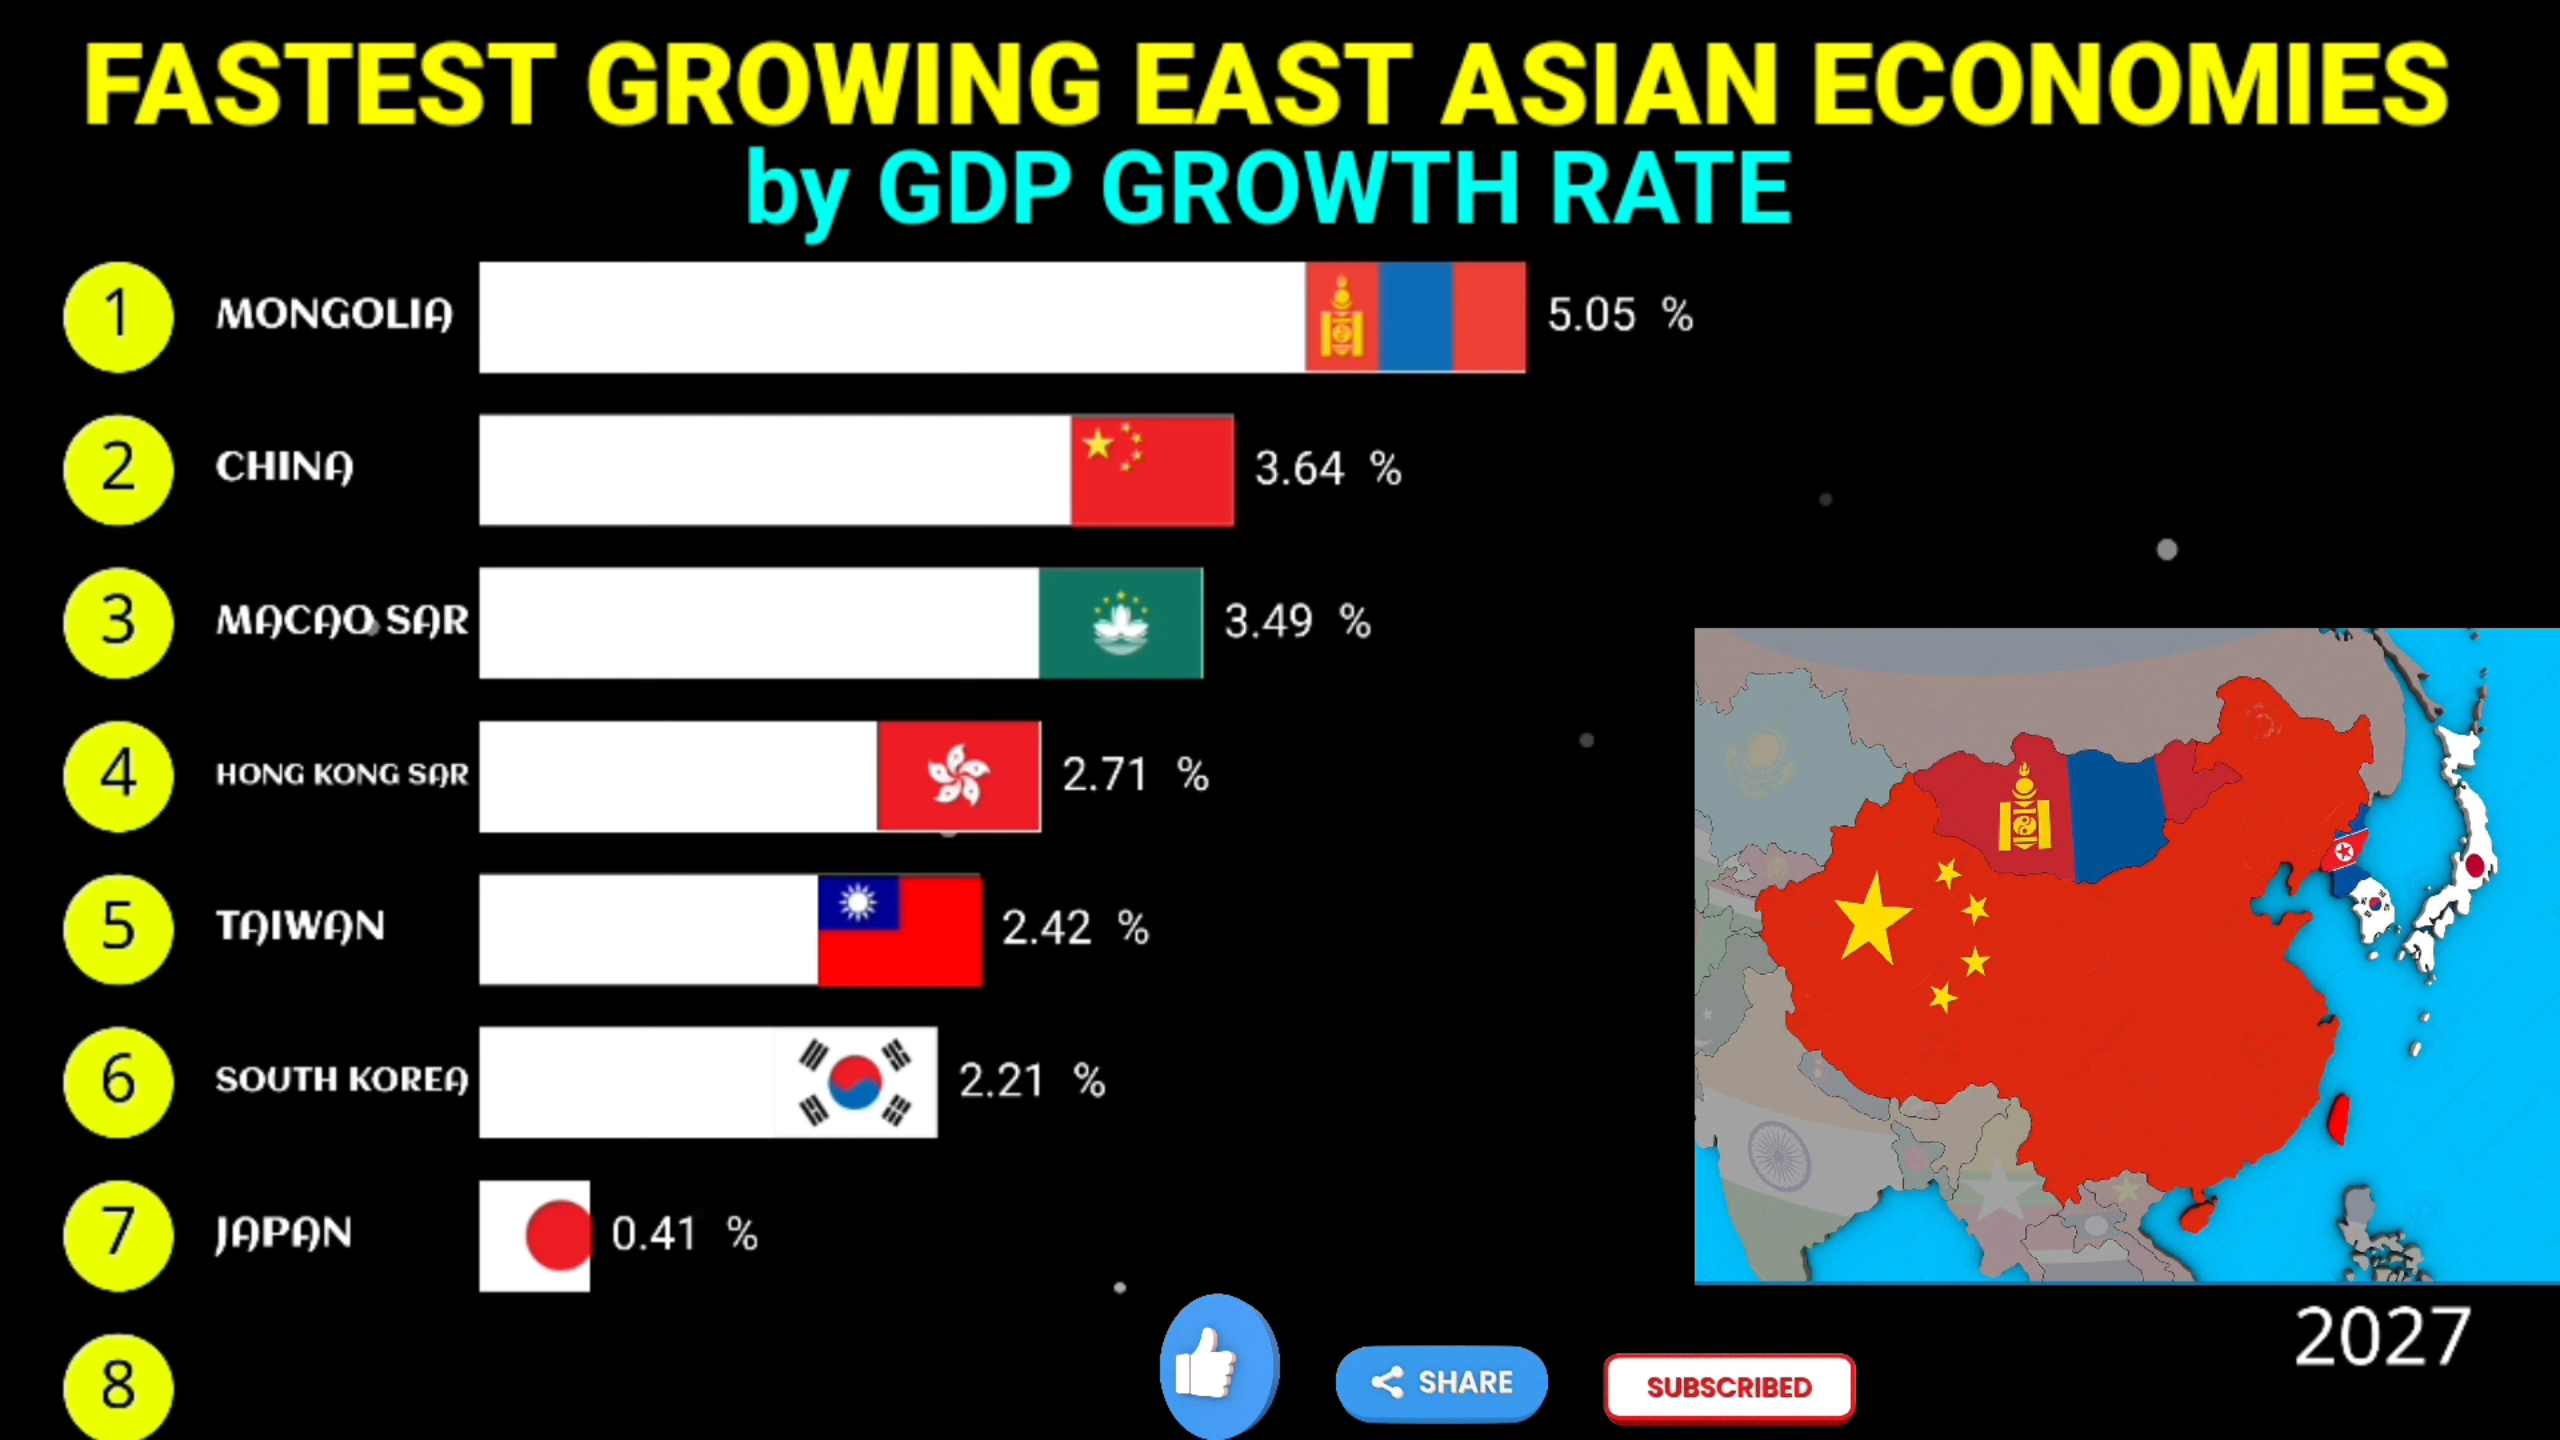 FASTEST GROWING EAST ASIAN ECONOMIES
by GDP GROWTH RATE
1 MONGOLIA 5.05 %
2 CHINA 3.64 %
3 MACAO SAR 3.49 %
4 HONG KONG SAR 2.71 %
5 TAIWAN 2.42 %
6 SOUTH KOREA 2.21 %
7 JAPAN 0.41 %
8
2027
SHARE
SUBSCRIBED